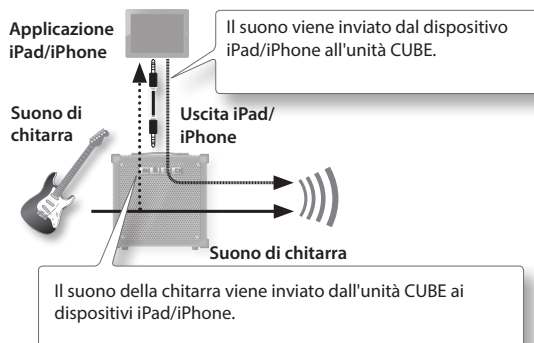 Applicazione
iPad/iPhone
Il suono viene inviato dal dispositivo
iPad/iPhone all'unità CUBE.
Suono di
chitarra
Uscita iPad/
iPhone
CUBE
Suono di chitarra
Il suono della chitarra viene inviato dall'unità CUBE ai
dispositivi iPad/iPhone.